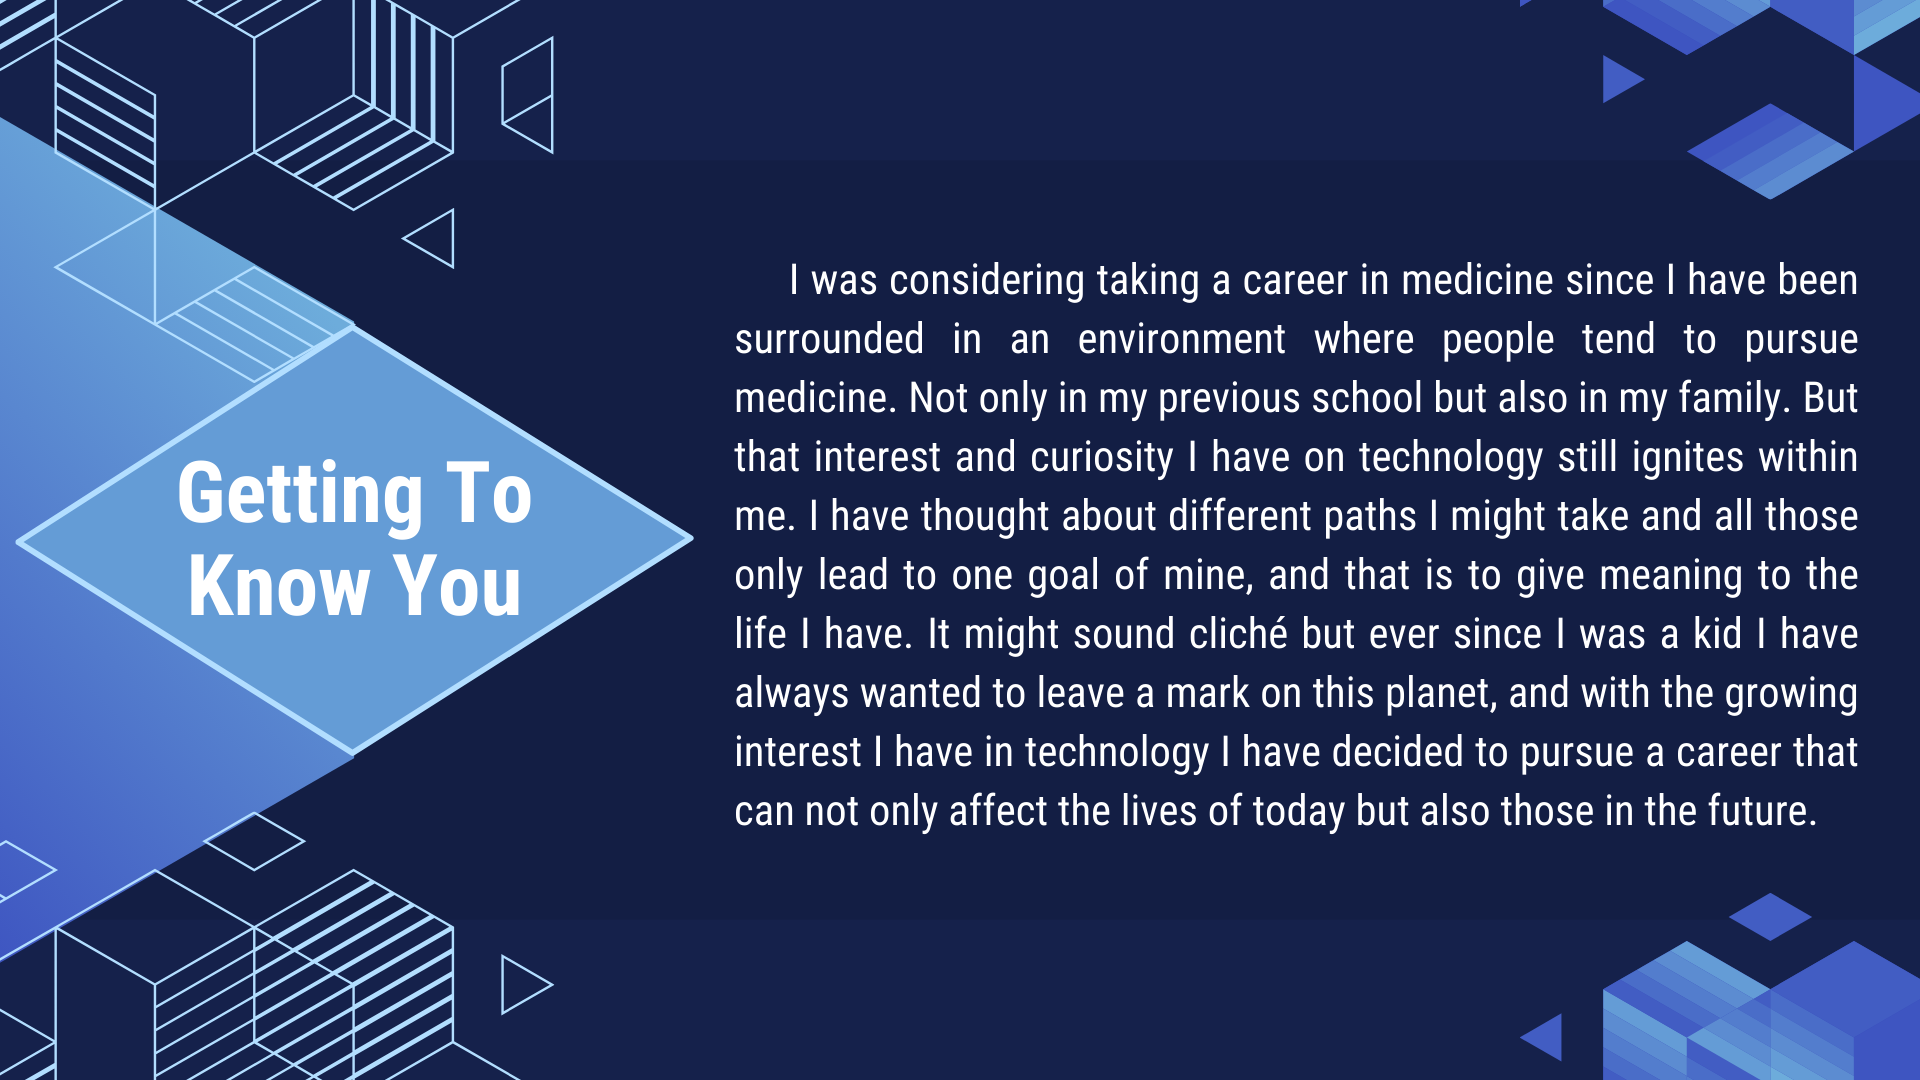 Getting To
Know You
I was considering taking a career in medicine since I have been
surrounded in an environment where people tend to pursue
medicine. Not only in my previous school but also in my family. But
that interest and curiosity I have on technology still ignites within
me. I have thought about different paths I might take and all those
only lead to one goal of mine, and that is to give meaning to the
life I have. It might sound cliché but ever since I was a kid I have
always wanted to leave a mark on this planet, and with the growing
interest I have in technology I have decided to pursue a career that
can not only affect the lives of today but also those in the future.